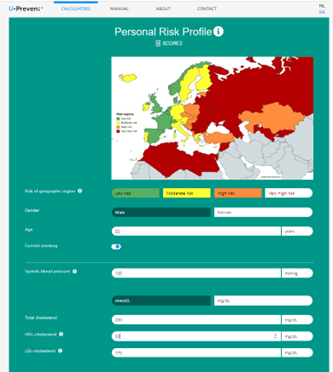 U-Prevent®
CALCULATORS
MANUAL
ABOUT
CONTACT
NL
EN
Personal Risk Profile
SCORE2
Risk regions
Low risk
Moderate risk
High risk
Very high risk
Risk of geographic region
Low risk
Moderate risk
High risk
Very high risk
Gender
Male
Female
Age
years
Current smoking
Systolic blood pressure
150
mmHg
mmol/L
mg/dL
Total cholesterol
250
mg/dL
HDL-cholesterol
mg/dL
LDL-cholesterol
170
mg/dL